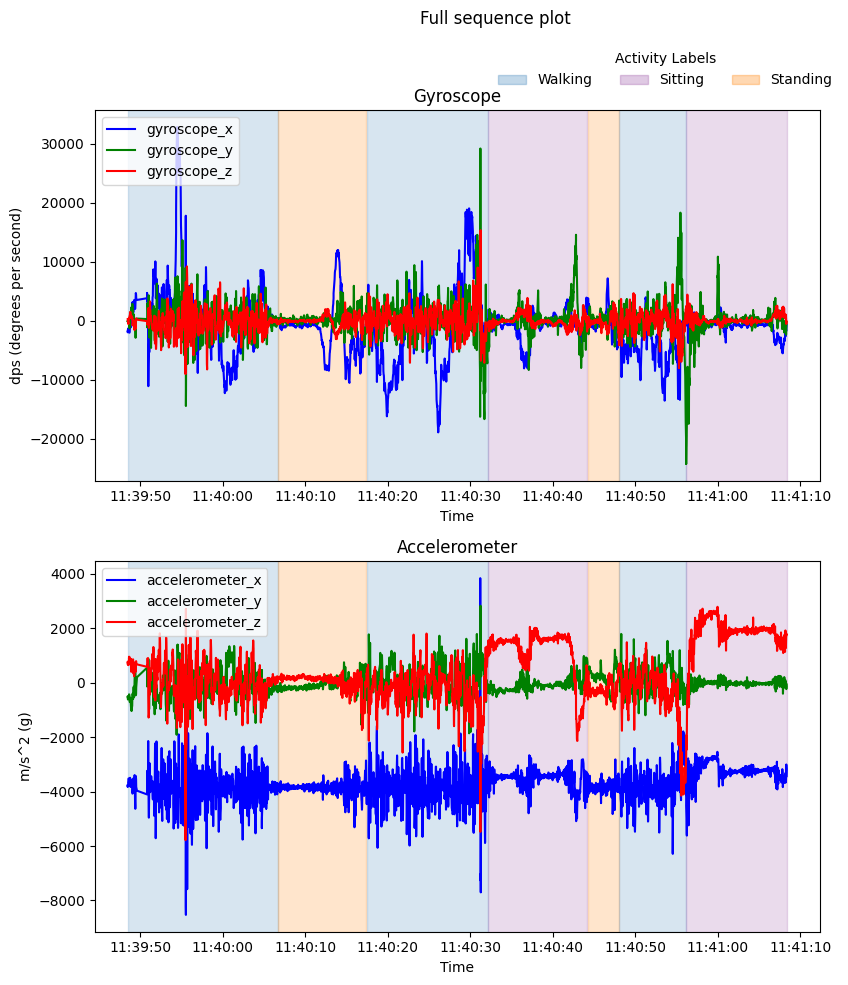 Full sequence plot
Activity Labels
Walking Sitting Standing
Gyroscope
gyroscope_x
gyroscope_y
gyroscope_z
30000
20000
10000
0
−10000
−20000
dps (degrees per second)
11:39:50 11:40:00 11:40:10 11:40:20 11:40:30 11:40:40 11:40:50 11:41:00 11:41:10
Time
Accelerometer
accelerometer_x
accelerometer_y
accelerometer_z
4000
2000
0
−2000
−4000
−6000
−8000
m/s^2 (g)
11:39:50 11:40:00 11:40:10 11:40:20 11:40:30 11:40:40 11:40:50 11:41:00 11:41:10
Time